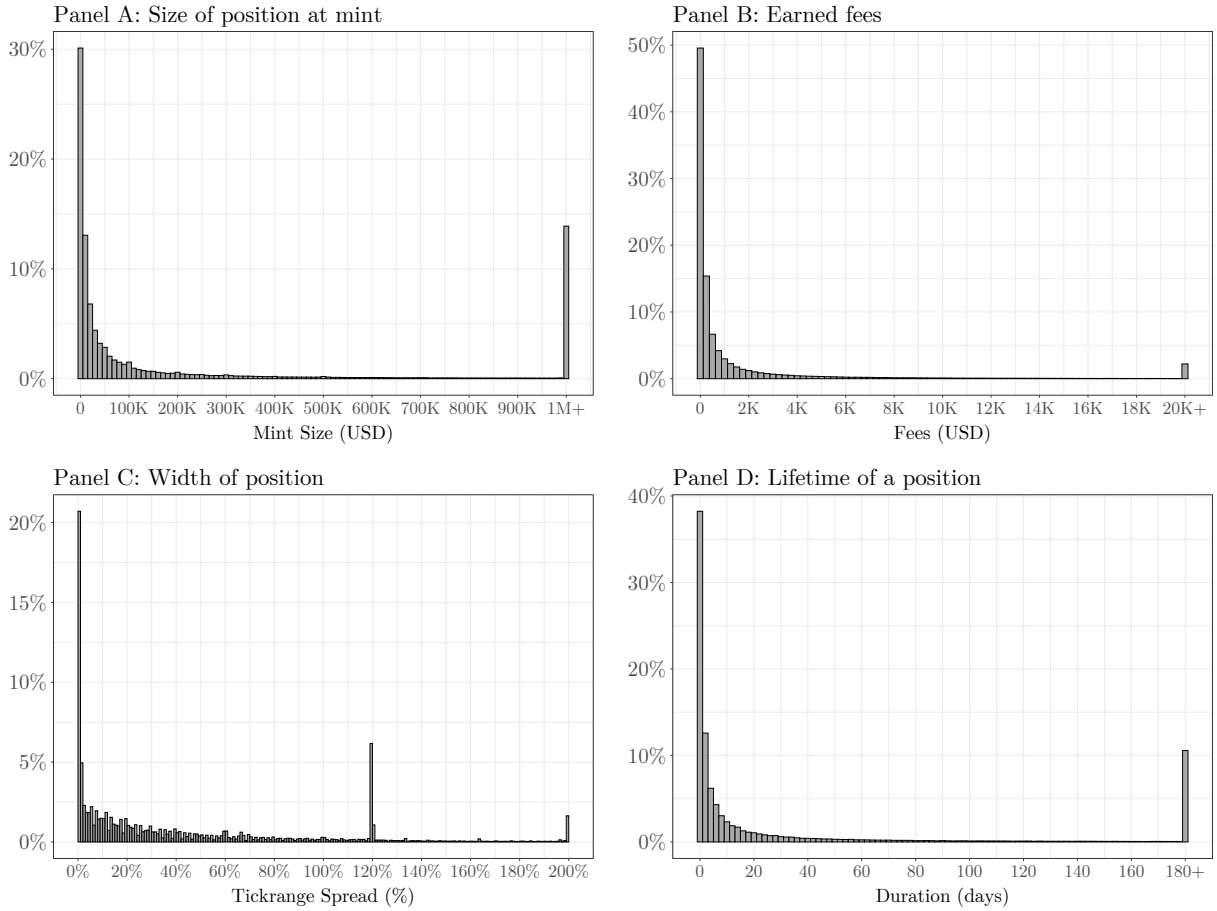 Panel A: Size of position at mint
30%
20%
10%
0%
0 100K 200K 300K 400K 500K 600K 700K 800K 900K 1M+
Mint Size (USD)
Panel B: Earned fees
50%
40%
30%
20%
10%
0%
0 2K 4K 6K 8K 10K 12K 14K 16K 18K 20K+
Fees (USD)
Panel C: Width of position
20%
15%
10%
5%
0%
0% 20% 40% 60% 80% 100% 120% 140% 160% 180% 200%
Tickrange Spread (%)
Panel D: Lifetime of a position
40%
30%
20%
10%
0%
0 20 40 60 80 100 120 140 160 180+
Duration (days)